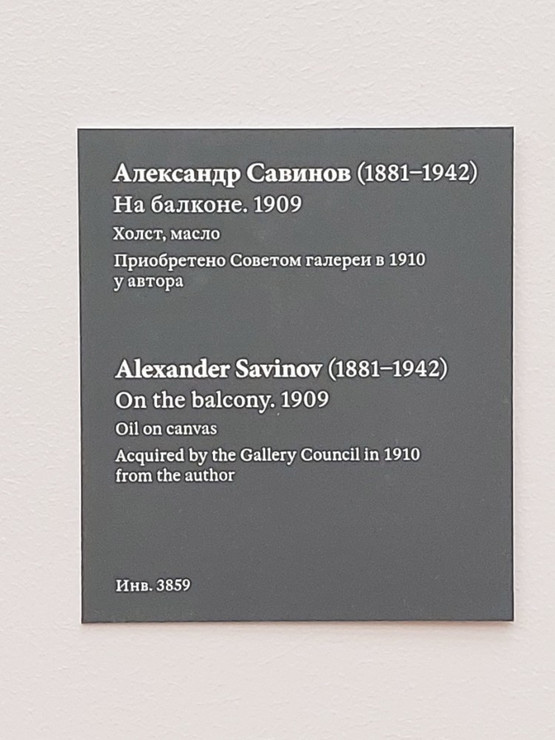 Александр Савинов (1881–1942)
На балконе. 1909
Холст, масло
Приобретено Советом галереи в 1910
у автора
Alexander Savinov (1881–1942)
On the balcony. 1909
Oil on canvas
Acquired by the Gallery Council in 1910
from the author
Инв. 3859